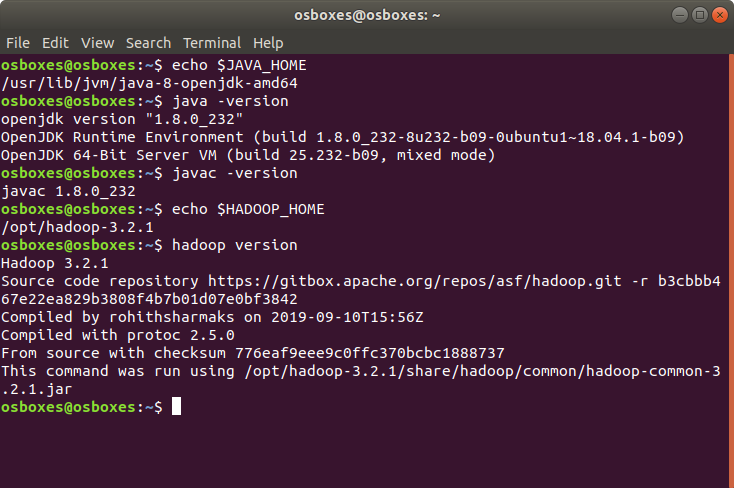 osboxes@osboxes: ~
File Edit View Search Terminal Help
osboxes@osboxes:~$ echo $JAVA_HOME
/usr/lib/jvm/java-8-openjdk-amd64
osboxes@osboxes:~$ java -version
openjdk version "1.8.0_232"
OpenJDK Runtime Environment (build 1.8.0_232-8u232-b09-0ubuntu1~18.04.1-b09)
OpenJDK 64-Bit Server VM (build 25.232-b09, mixed mode)
osboxes@osboxes:~$ javac -version
javac 1.8.0_232
osboxes@osboxes:~$ echo $HADOOP_HOME
/opt/hadoop-3.2.1
osboxes@osboxes:~$ hadoop version
Hadoop 3.2.1
Source code repository https://gitbox.apache.org/repos/asf/hadoop.git -r b3cbbb4
67e22ea829b3808f4b7b01d07e0bf3842
Compiled by rohithsharmaks on 2019-09-10T15:56Z
Compiled with protoc 2.5.0
From source with checksum 776eaf9eee9c0ffc370bcbc1888737
This command was run using /opt/hadoop-3.2.1/share/hadoop/common/hadoop-common-3
.2.1.jar
osboxes@osboxes:~$